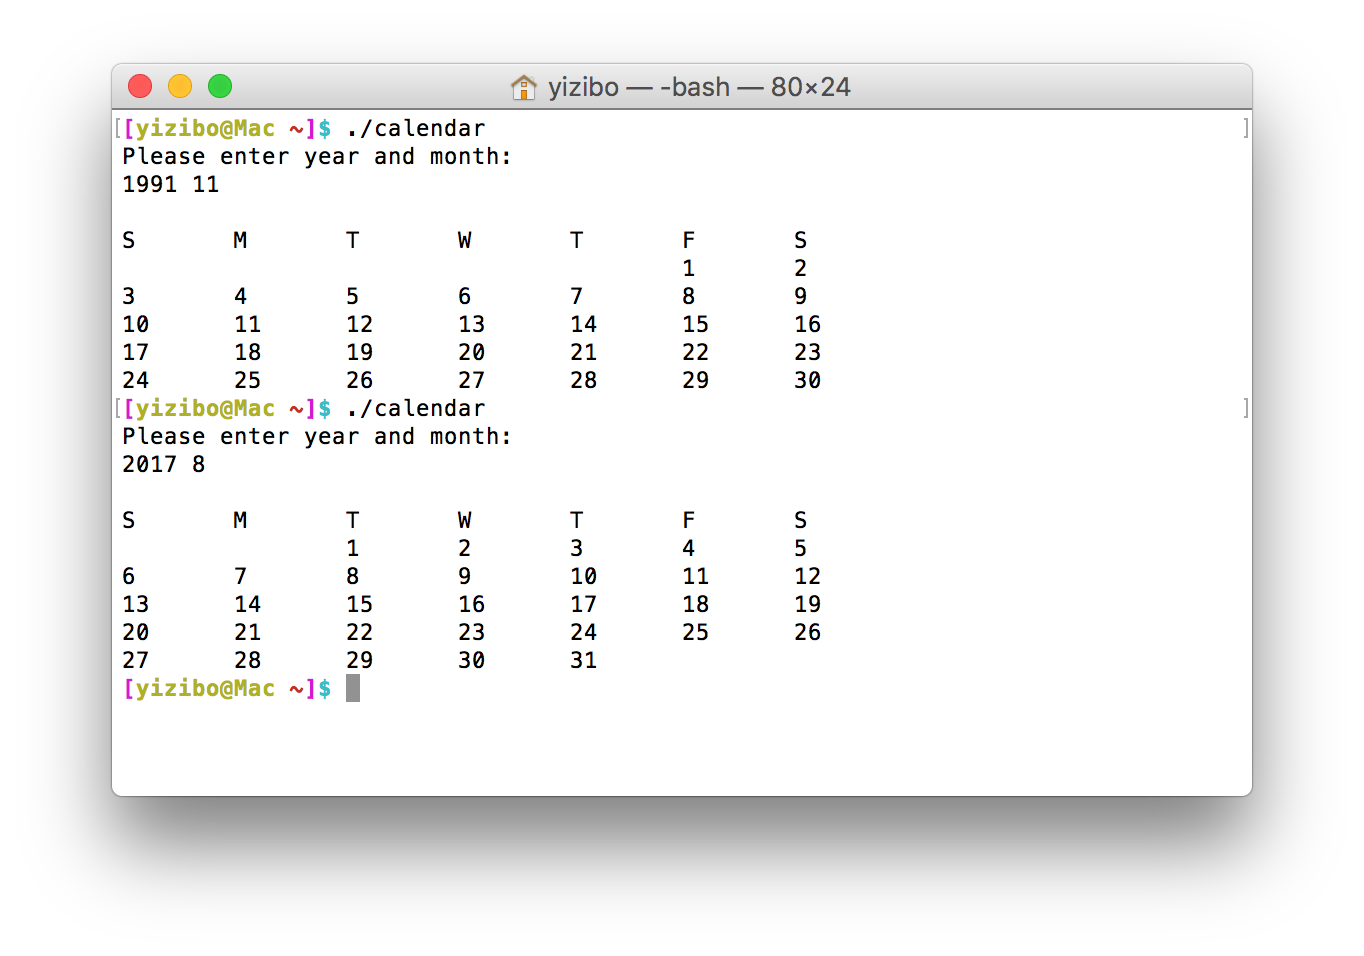 yizibo — -bash — 80×24
[[yizibo@Mac ~]$ ./calendar ]
Please enter year and month:
1991 11
S M T W T F S
1 2
3 4 5 6 7 8 9
10 11 12 13 14 15 16
17 18 19 20 21 22 23
24 25 26 27 28 29 30
[[yizibo@Mac ~]$ ./calendar ]
Please enter year and month:
2017 8
S M T W T F S
1 2 3 4 5
6 7 8 9 10 11 12
13 14 15 16 17 18 19
20 21 22 23 24 25 26
27 28 29 30 31
[yizibo@Mac ~]$